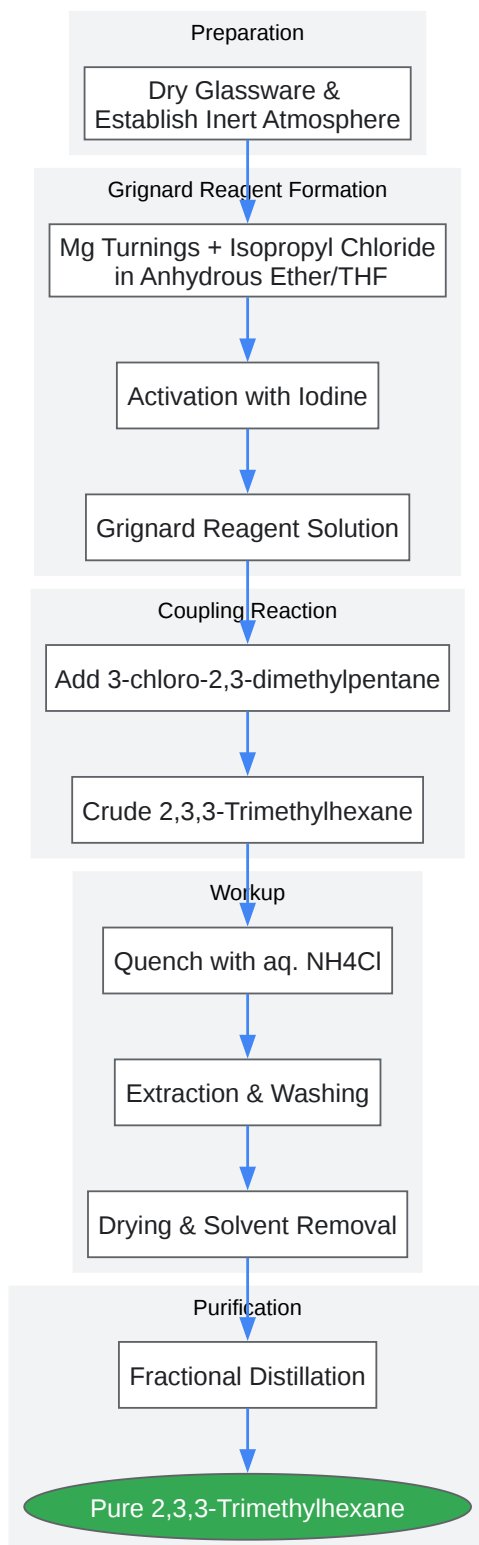 Preparation
Dry Glassware &
Establish Inert Atmosphere
Grignard Reagent Formation
Mg Turnings + Isopropyl Chloride
in Anhydrous Ether/THF
Activation with Iodine
Grignard Reagent Solution
Coupling Reaction
Add 3-chloro-2,3-dimethylpentane
Crude 2,3,3-Trimethylhexane
Workup
Quench with aq. NH4Cl
Extraction & Washing
Drying & Solvent Removal
Purification
Fractional Distillation
Pure 2,3,3-Trimethylhexane